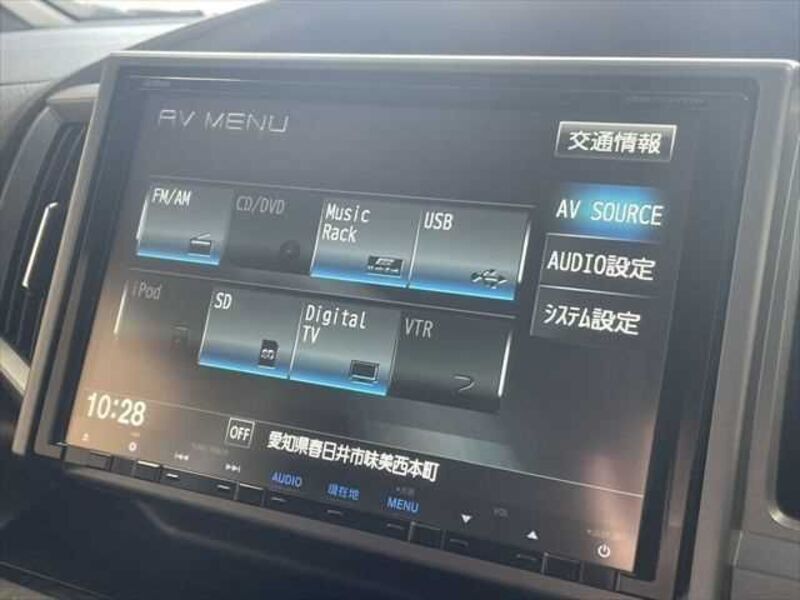 AV MENU
交通情報
FM/AM
CD/DVD
Music Rack
USB
AV SOURCE
AUDIO設定
iPod
SD
Digital TV
VTR
システム設定
10:28
OFF
愛知県春日井市味美西本町
AUDIO
現在地
MENU
VOL